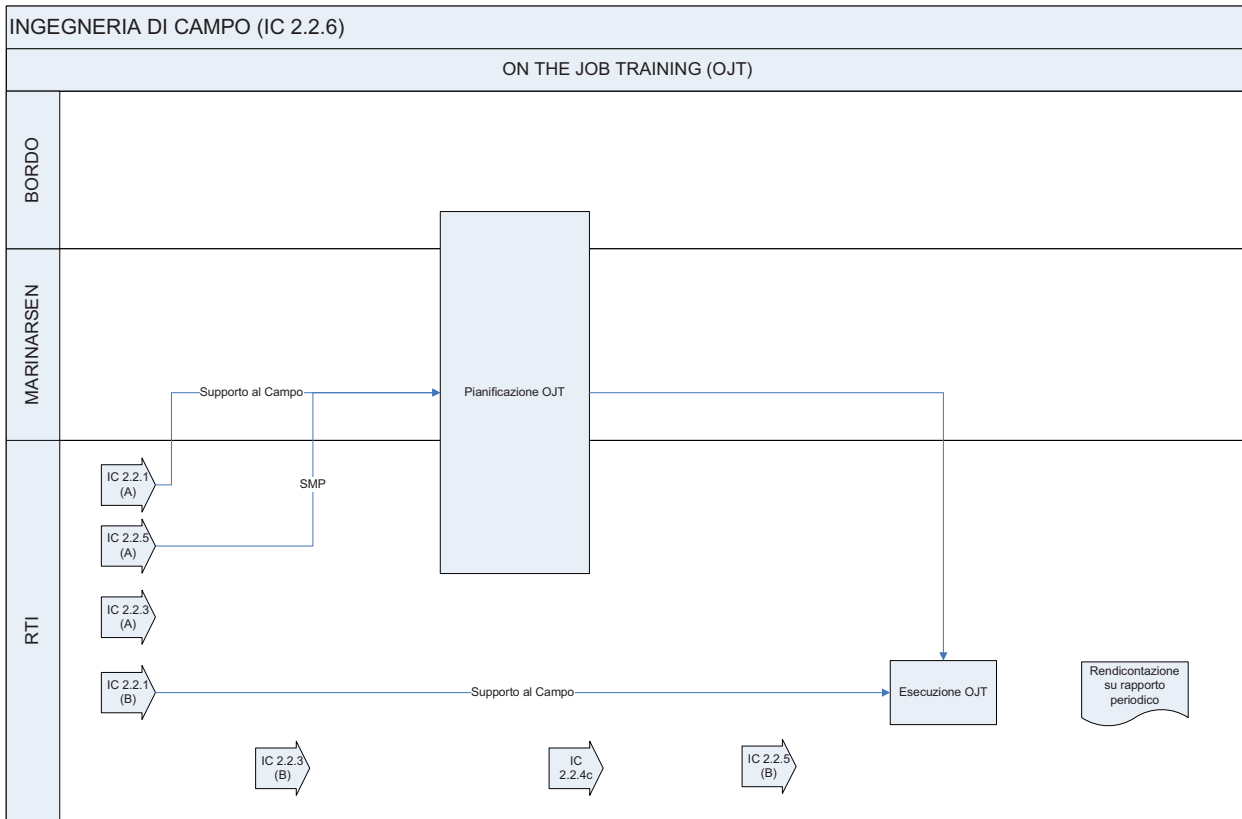 INGEGNERIA DI CAMPO (IC 2.2.6)
ON THE JOB TRAINING (OJT)
BORDO
MARINARSEN
Supporto al Campo
Pianificazione OJT
RTI
IC 2.2.1
(A)
SMP
IC 2.2.5
(A)
IC 2.2.3
(A)
IC 2.2.1
(B)
Supporto al Campo
Esecuzione OJT
Rendicontazione
su rapporto
periodico
IC 2.2.3
(B)
IC
2.2.4c
IC 2.2.5
(B)